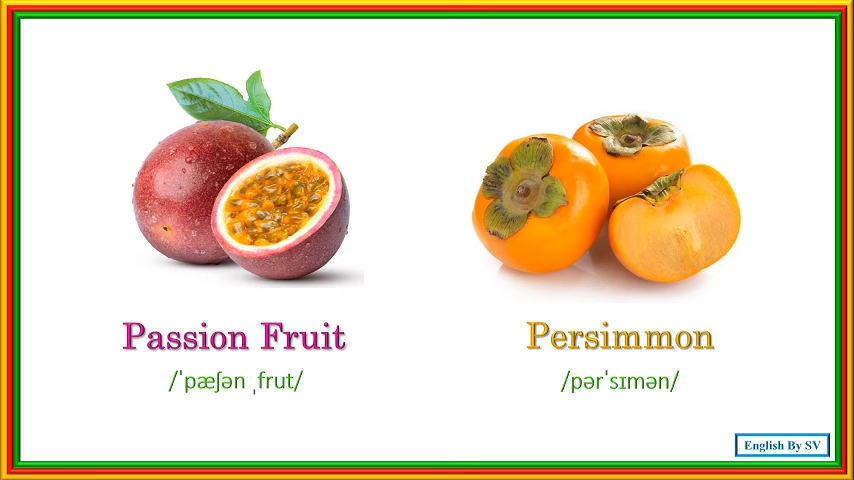 Passion Fruit
/ˈpæʃən ˌfrut/
Persimmon
/pərˈsɪmən/
English By SV